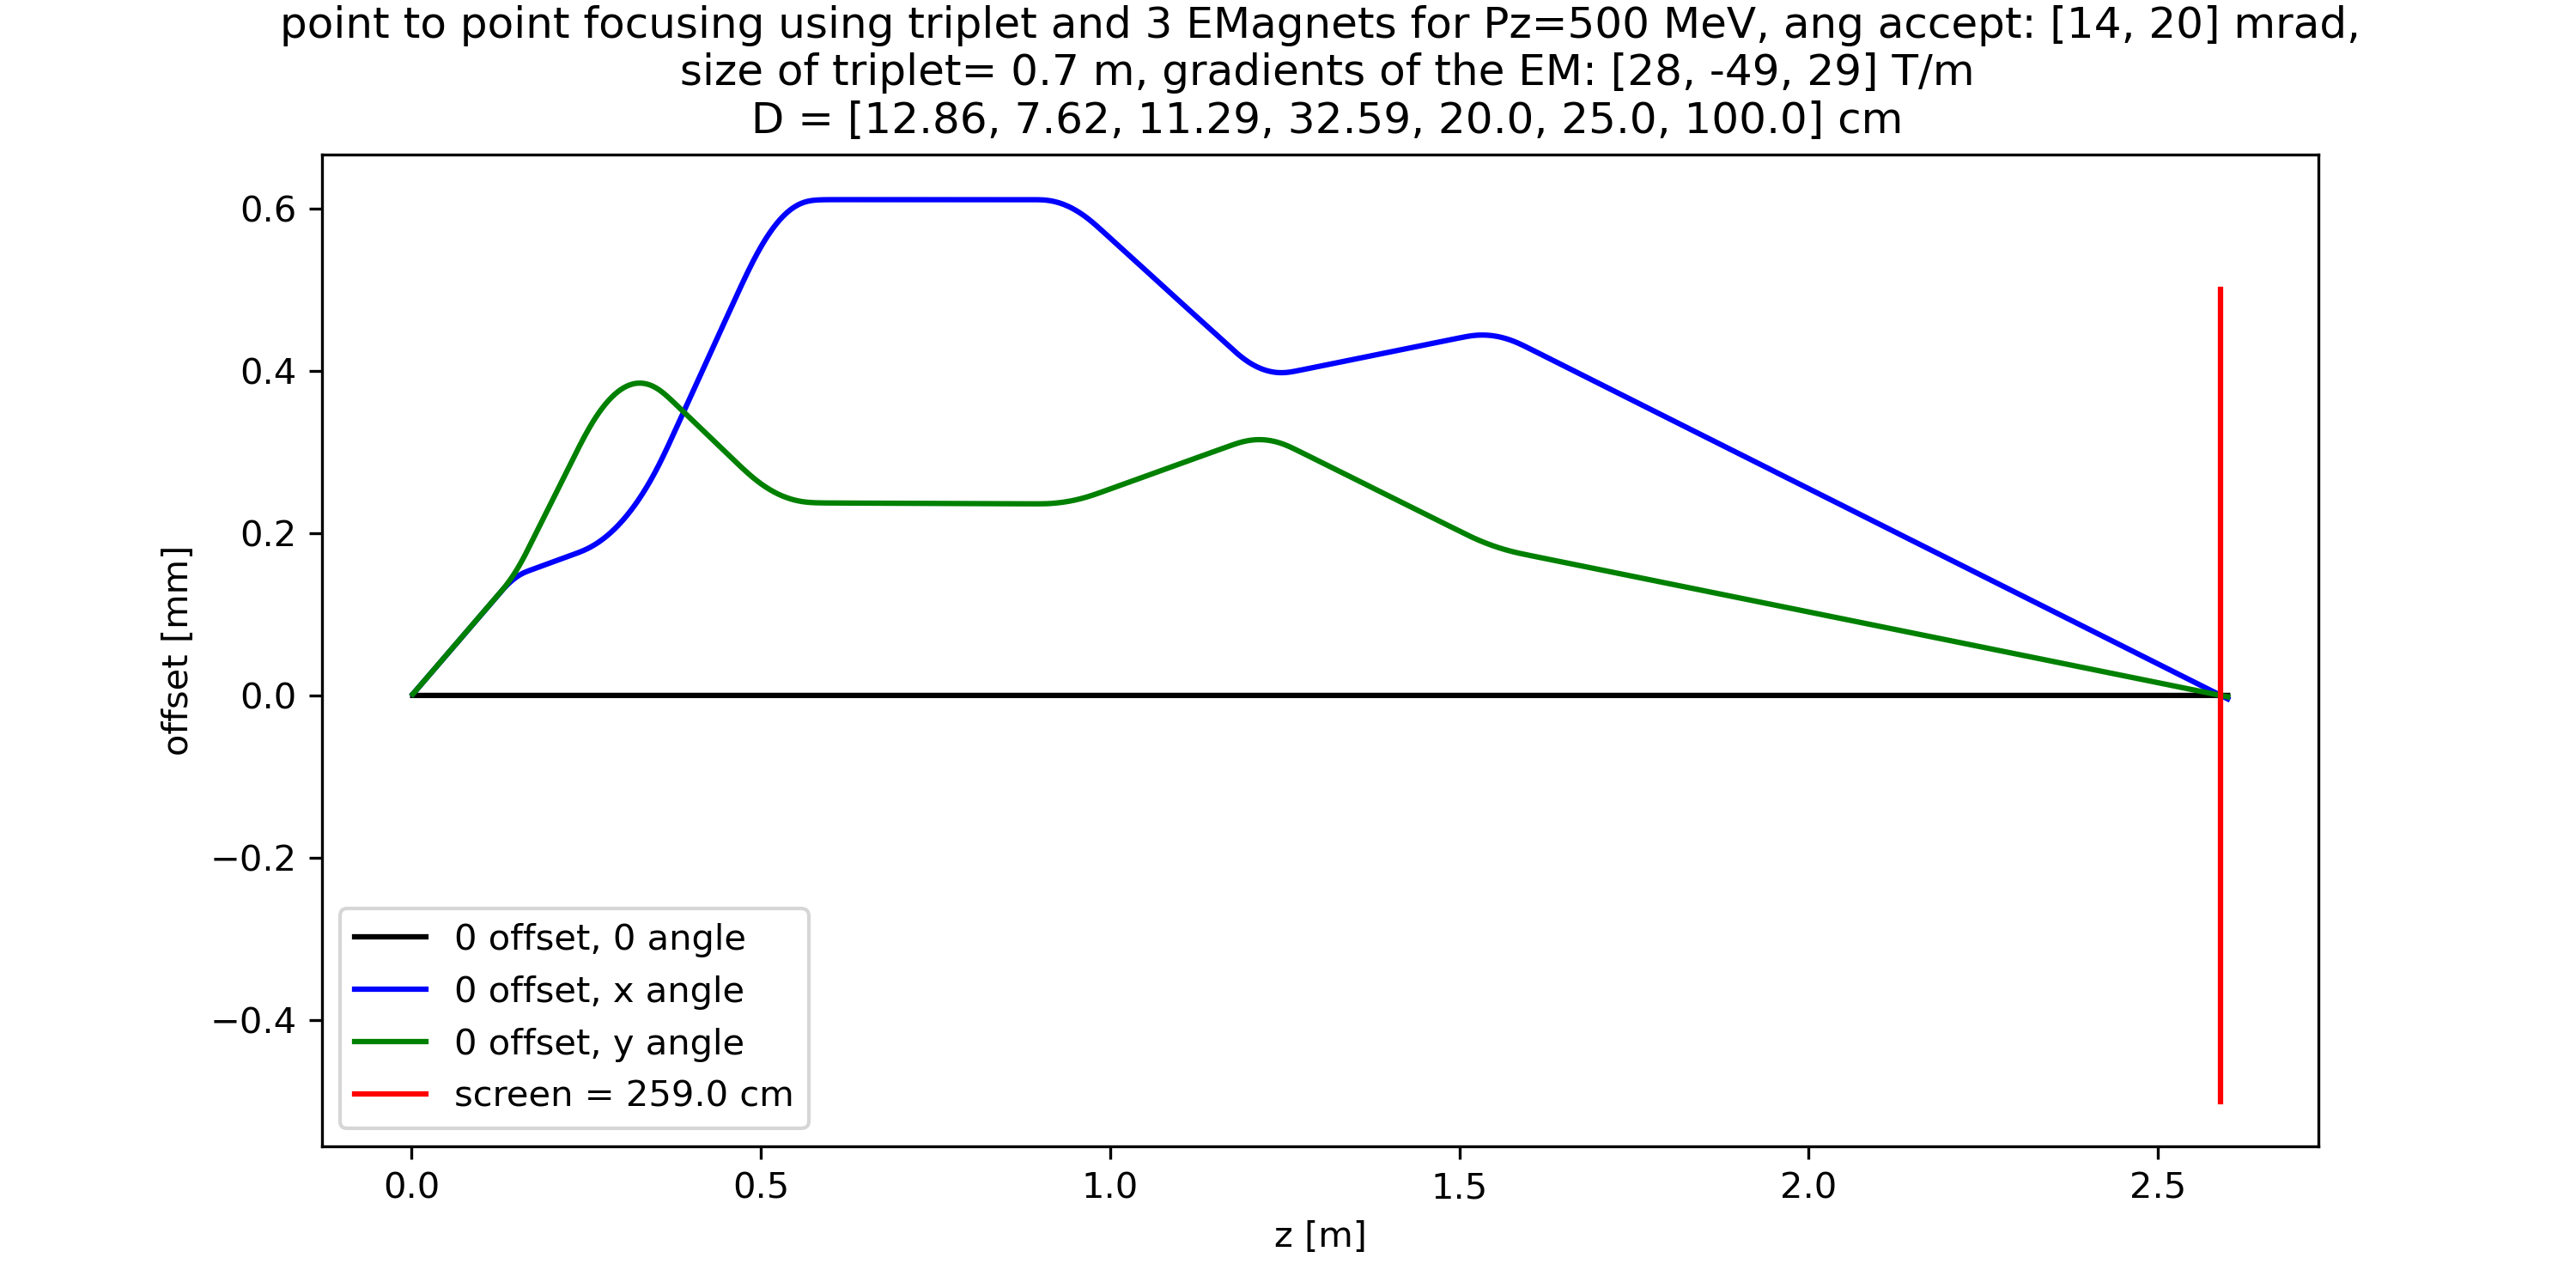 point to point focusing using triplet and 3 EMagnets for Pz=500 MeV, ang accept: [14, 20] mrad,
size of triplet= 0.7 m, gradients of the EM: [28, -49, 29] T/m
D = [12.86, 7.62, 11.29, 32.59, 20.0, 25.0, 100.0] cm
offset [mm]
0.6
0.4
0.2
0.0
−0.2
−0.4
0 offset, 0 angle
0 offset, x angle
0 offset, y angle
screen = 259.0 cm
0.0 0.5 1.0 1.5 2.0 2.5
z [m]